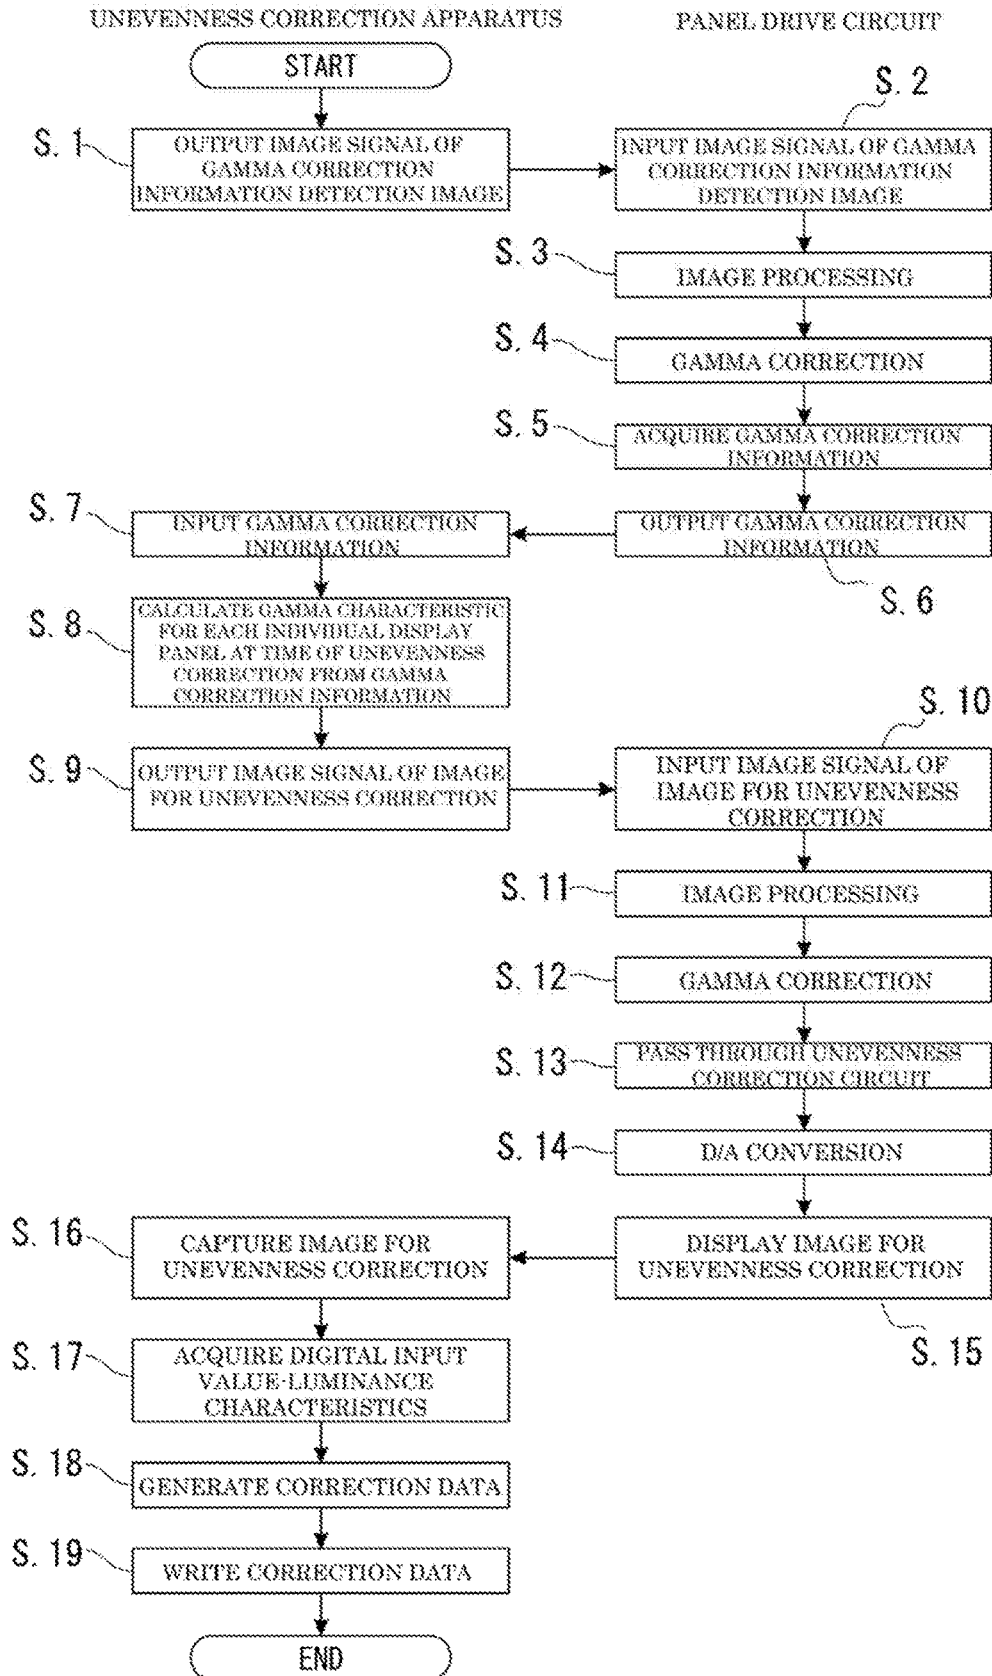 UNEVENNESS CORRECTION APPARATUS
PANEL DRIVE CIRCUIT
START
S. 1
OUTPUT IMAGE SIGNAL OF
GAMMA CORRECTION
INFORMATION DETECTION IMAGE
S. 2
INPUT IMAGE SIGNAL OF GAMMA
CORRECTION INFORMATION
DETECTION IMAGE
S. 3
IMAGE PROCESSING
S. 4
GAMMA CORRECTION
S. 5
ACQUIRE GAMMA CORRECTION
INFORMATION
S. 7
INPUT GAMMA CORRECTION
INFORMATION
OUTPUT GAMMA CORRECTION
INFORMATION
S. 6
S. 8
CALCULATE GAMMA CHARACTERISTIC
FOR EACH INDIVIDUAL DISPLAY
PANEL AT TIME OF UNEVENNESS
CORRECTION FROM GAMMA
CORRECTION INFORMATION
S. 9
OUTPUT IMAGE SIGNAL OF IMAGE
FOR UNEVENNESS CORRECTION
S. 10
INPUT IMAGE SIGNAL OF
IMAGE FOR UNEVENNESS
CORRECTION
S. 11
IMAGE PROCESSING
S. 12
GAMMA CORRECTION
S. 13
PASS THROUGH UNEVENNESS
CORRECTION CIRCUIT
S. 14
D/A CONVERSION
S. 16
CAPTURE IMAGE FOR
UNEVENNESS CORRECTION
DISPLAY IMAGE FOR
UNEVENNESS CORRECTION
S. 15
S. 17
ACQUIRE DIGITAL INPUT
VALUE-LUMINANCE
CHARACTERISTICS
S. 18
GENERATE CORRECTION DATA
S. 19
WRITE CORRECTION DATA
END